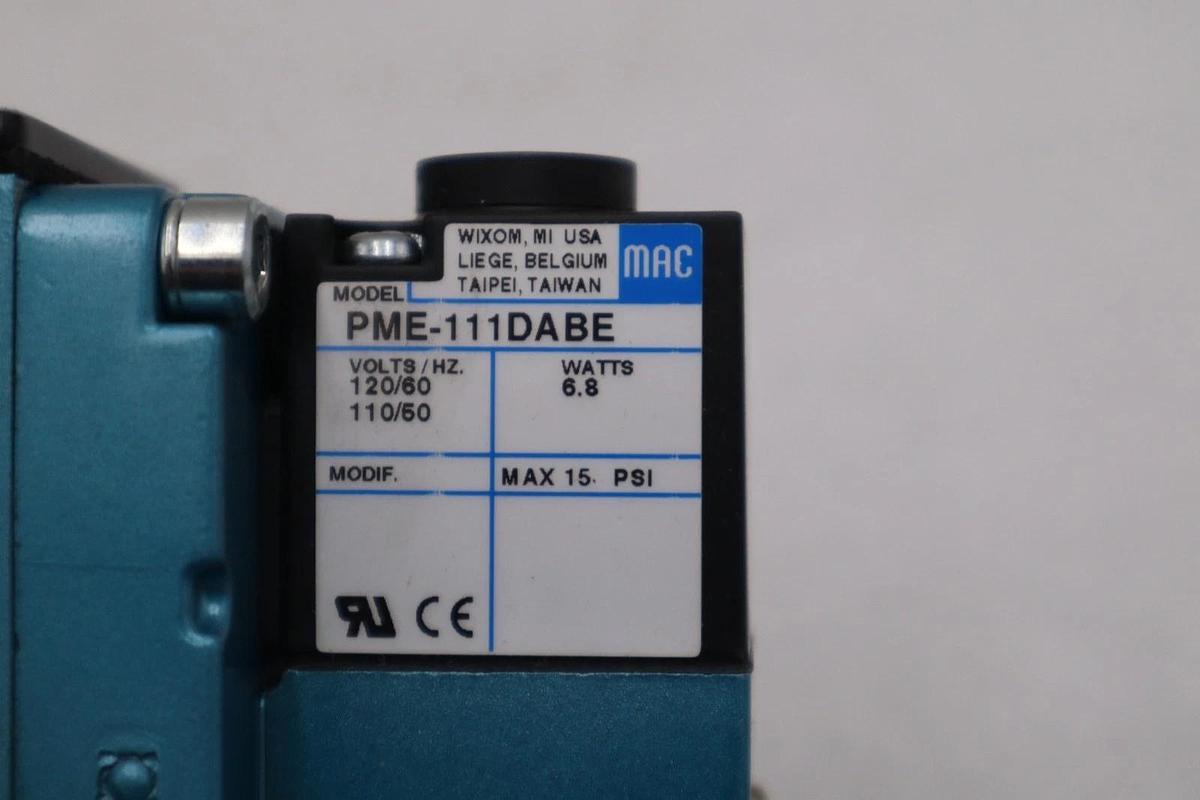 WIXOM, MI USA
LIEGE, BELGIUM
TAIPEI, TAIWAN
MAC
MODEL
PME-111DABE
VOLTS/HZ.
120/60
110/50
WATTS
6.8
MODIF.
MAX 15 PSI
RU CE